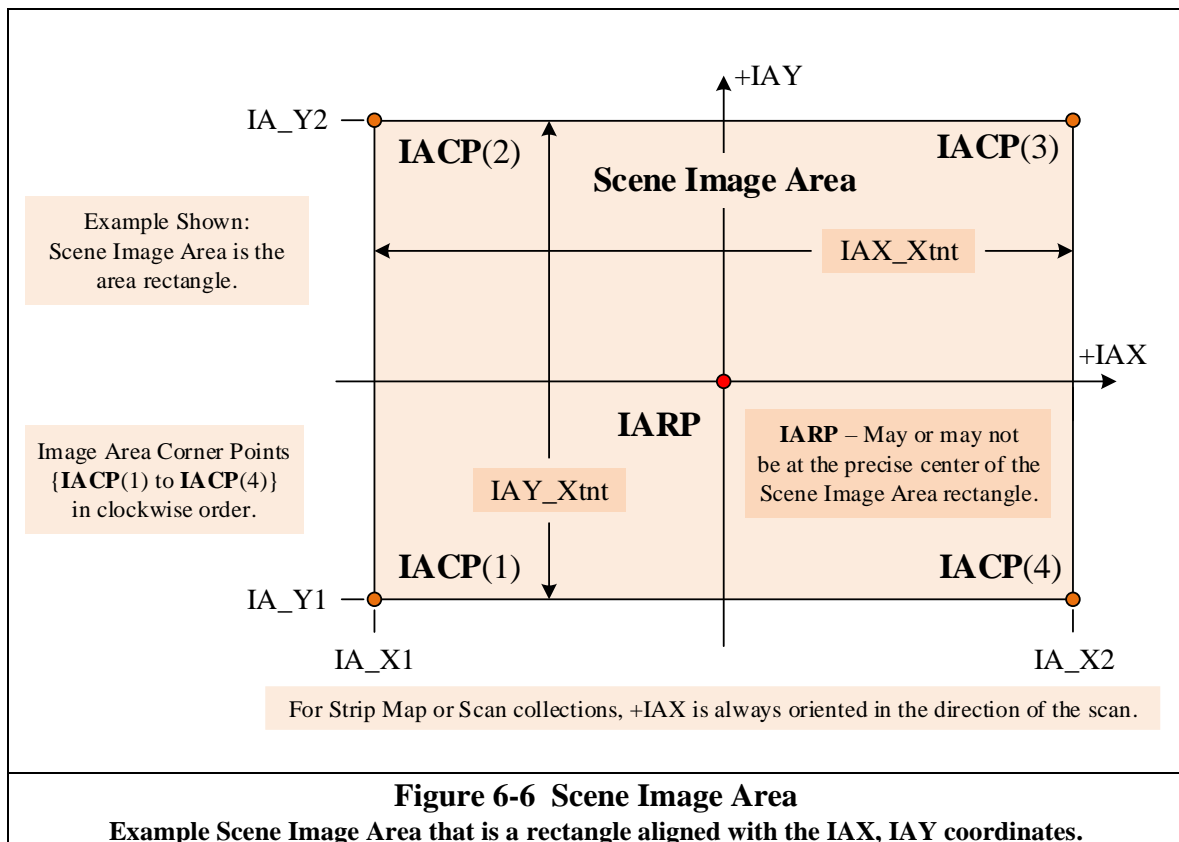 +IAY
IA_Y2
IACP(2)
IACP(3)
Scene Image Area
Example Shown:
Scene Image Area is the
area rectangle.
IAX_Xtnt
+IAX
IARP
IARP – May or may not
be at the precise center of the
Scene Image Area rectangle.
Image Area Corner Points
{IACP(1) to IACP(4)}
in clockwise order.
IAY_Xtnt
IACP(1)
IACP(4)
IA_Y1
IA_X1
IA_X2
For Strip Map or Scan collections, +IAX is always oriented in the direction of the scan.
Figure 6-6 Scene Image Area
Example Scene Image Area that is a rectangle aligned with the IAX, IAY coordinates.